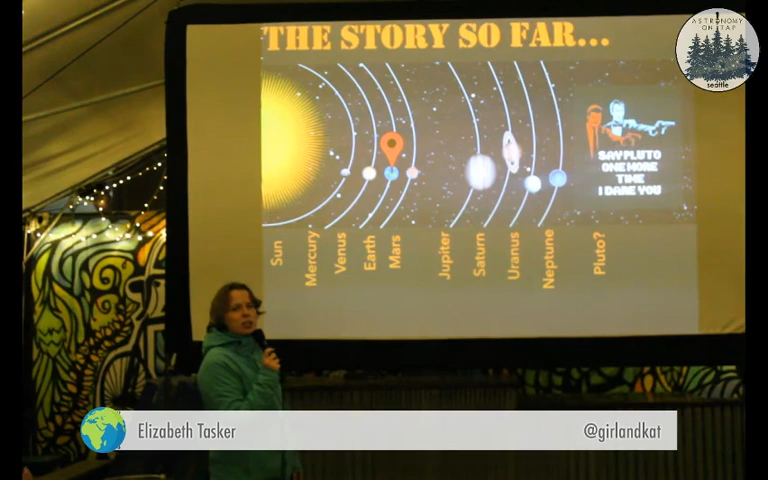 THE STORY SO FAR...
ASTRONOMY
ON TAP
seattle
SAY PLUTO
ONE MORE
TIME
I DARE YOU
Sun
Mercury
Venus
Earth
Mars
Jupiter
Saturn
Uranus
Neptune
Pluto?
Elizabeth Tasker
@girlandkat